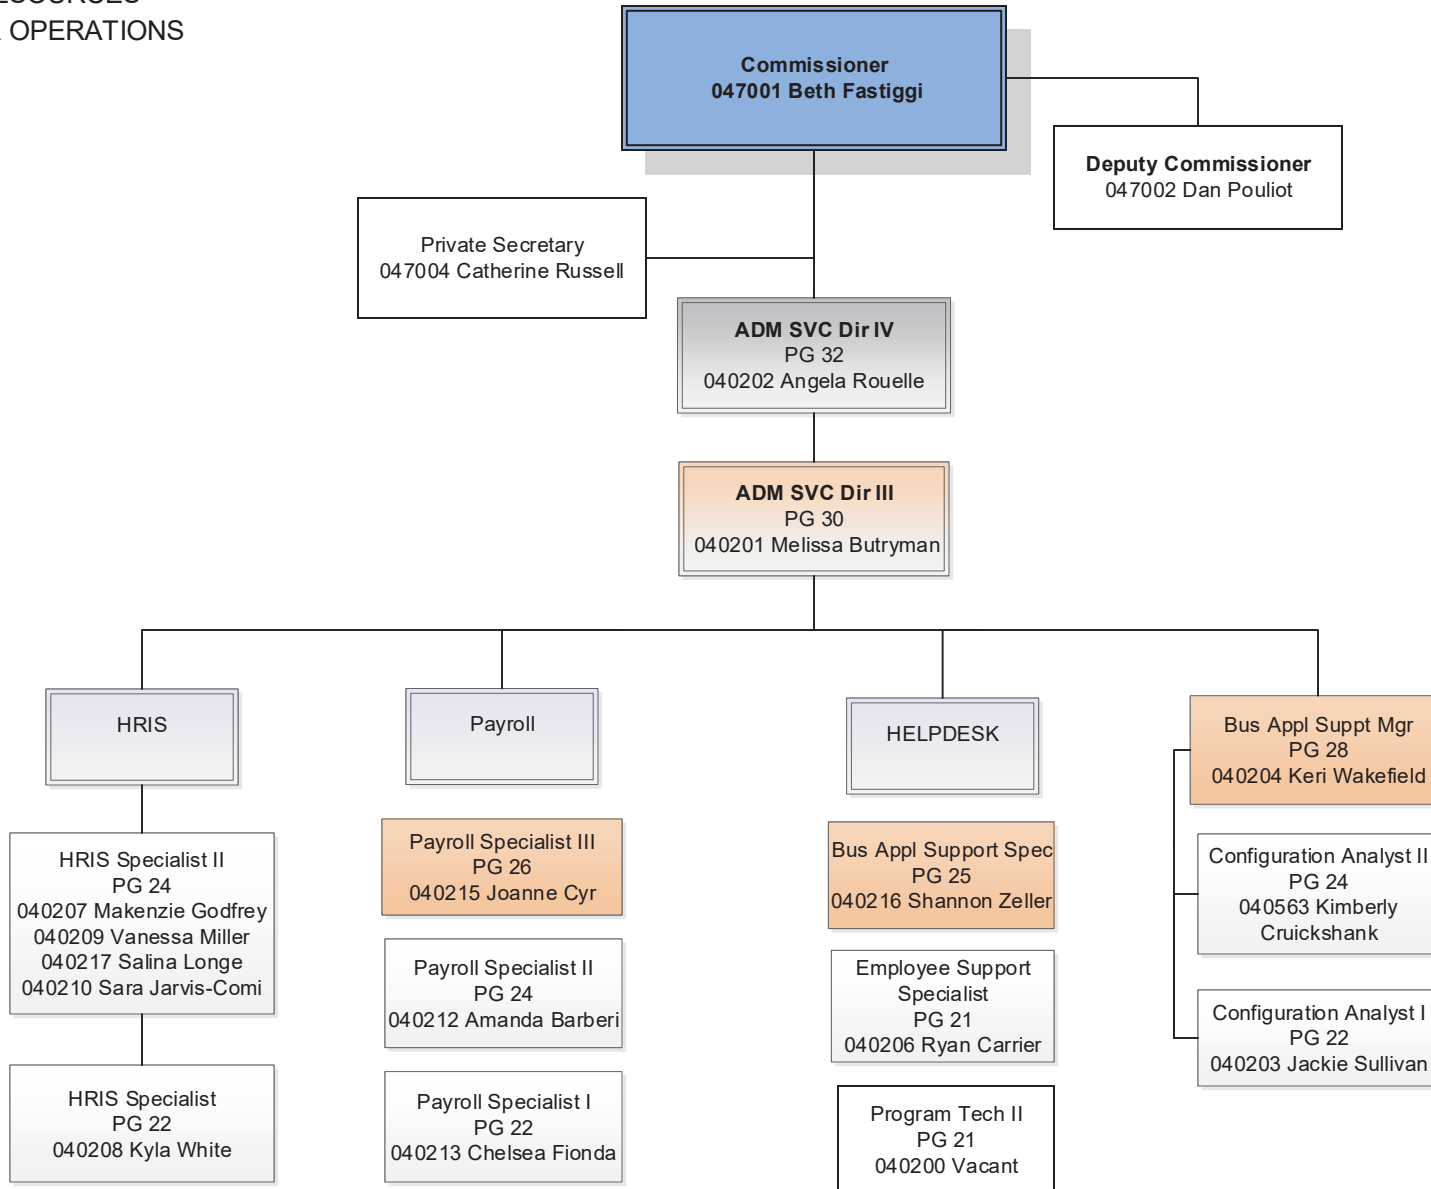 OPERATIONS
Commissioner
047001 Beth Fastiggi
Deputy Commissioner
047002 Dan Pouliot
Private Secretary
047004 Catherine Russell
ADM SVC Dir IV
PG 32
040202 Angela Rouelle
ADM SVC Dir III
PG 30
040201 Melissa Butryman
HRIS
HRIS Specialist II
PG 24
040207 Makenzie Godfrey
040209 Vanessa Miller
040217 Salina Longe
040210 Sara Jarvis-Comi
HRIS Specialist
PG 22
040208 Kyla White
Payroll
Payroll Specialist III
PG 26
040215 Joanne Cyr
Payroll Specialist II
PG 24
040212 Amanda Barberi
Payroll Specialist I
PG 22
040213 Chelsea Fionda
HELPDESK
Bus Appl Support Spec
PG 25
040216 Shannon Zeller
Employee Support
Specialist
PG 21
040206 Ryan Carrier
Program Tech II
PG 21
040200 Vacant
Bus Appl Suppt Mgr
PG 28
040204 Keri Wakefield
Configuration Analyst II
PG 24
040563 Kimberly
Cruickshank
Configuration Analyst I
PG 22
040203 Jackie Sullivan